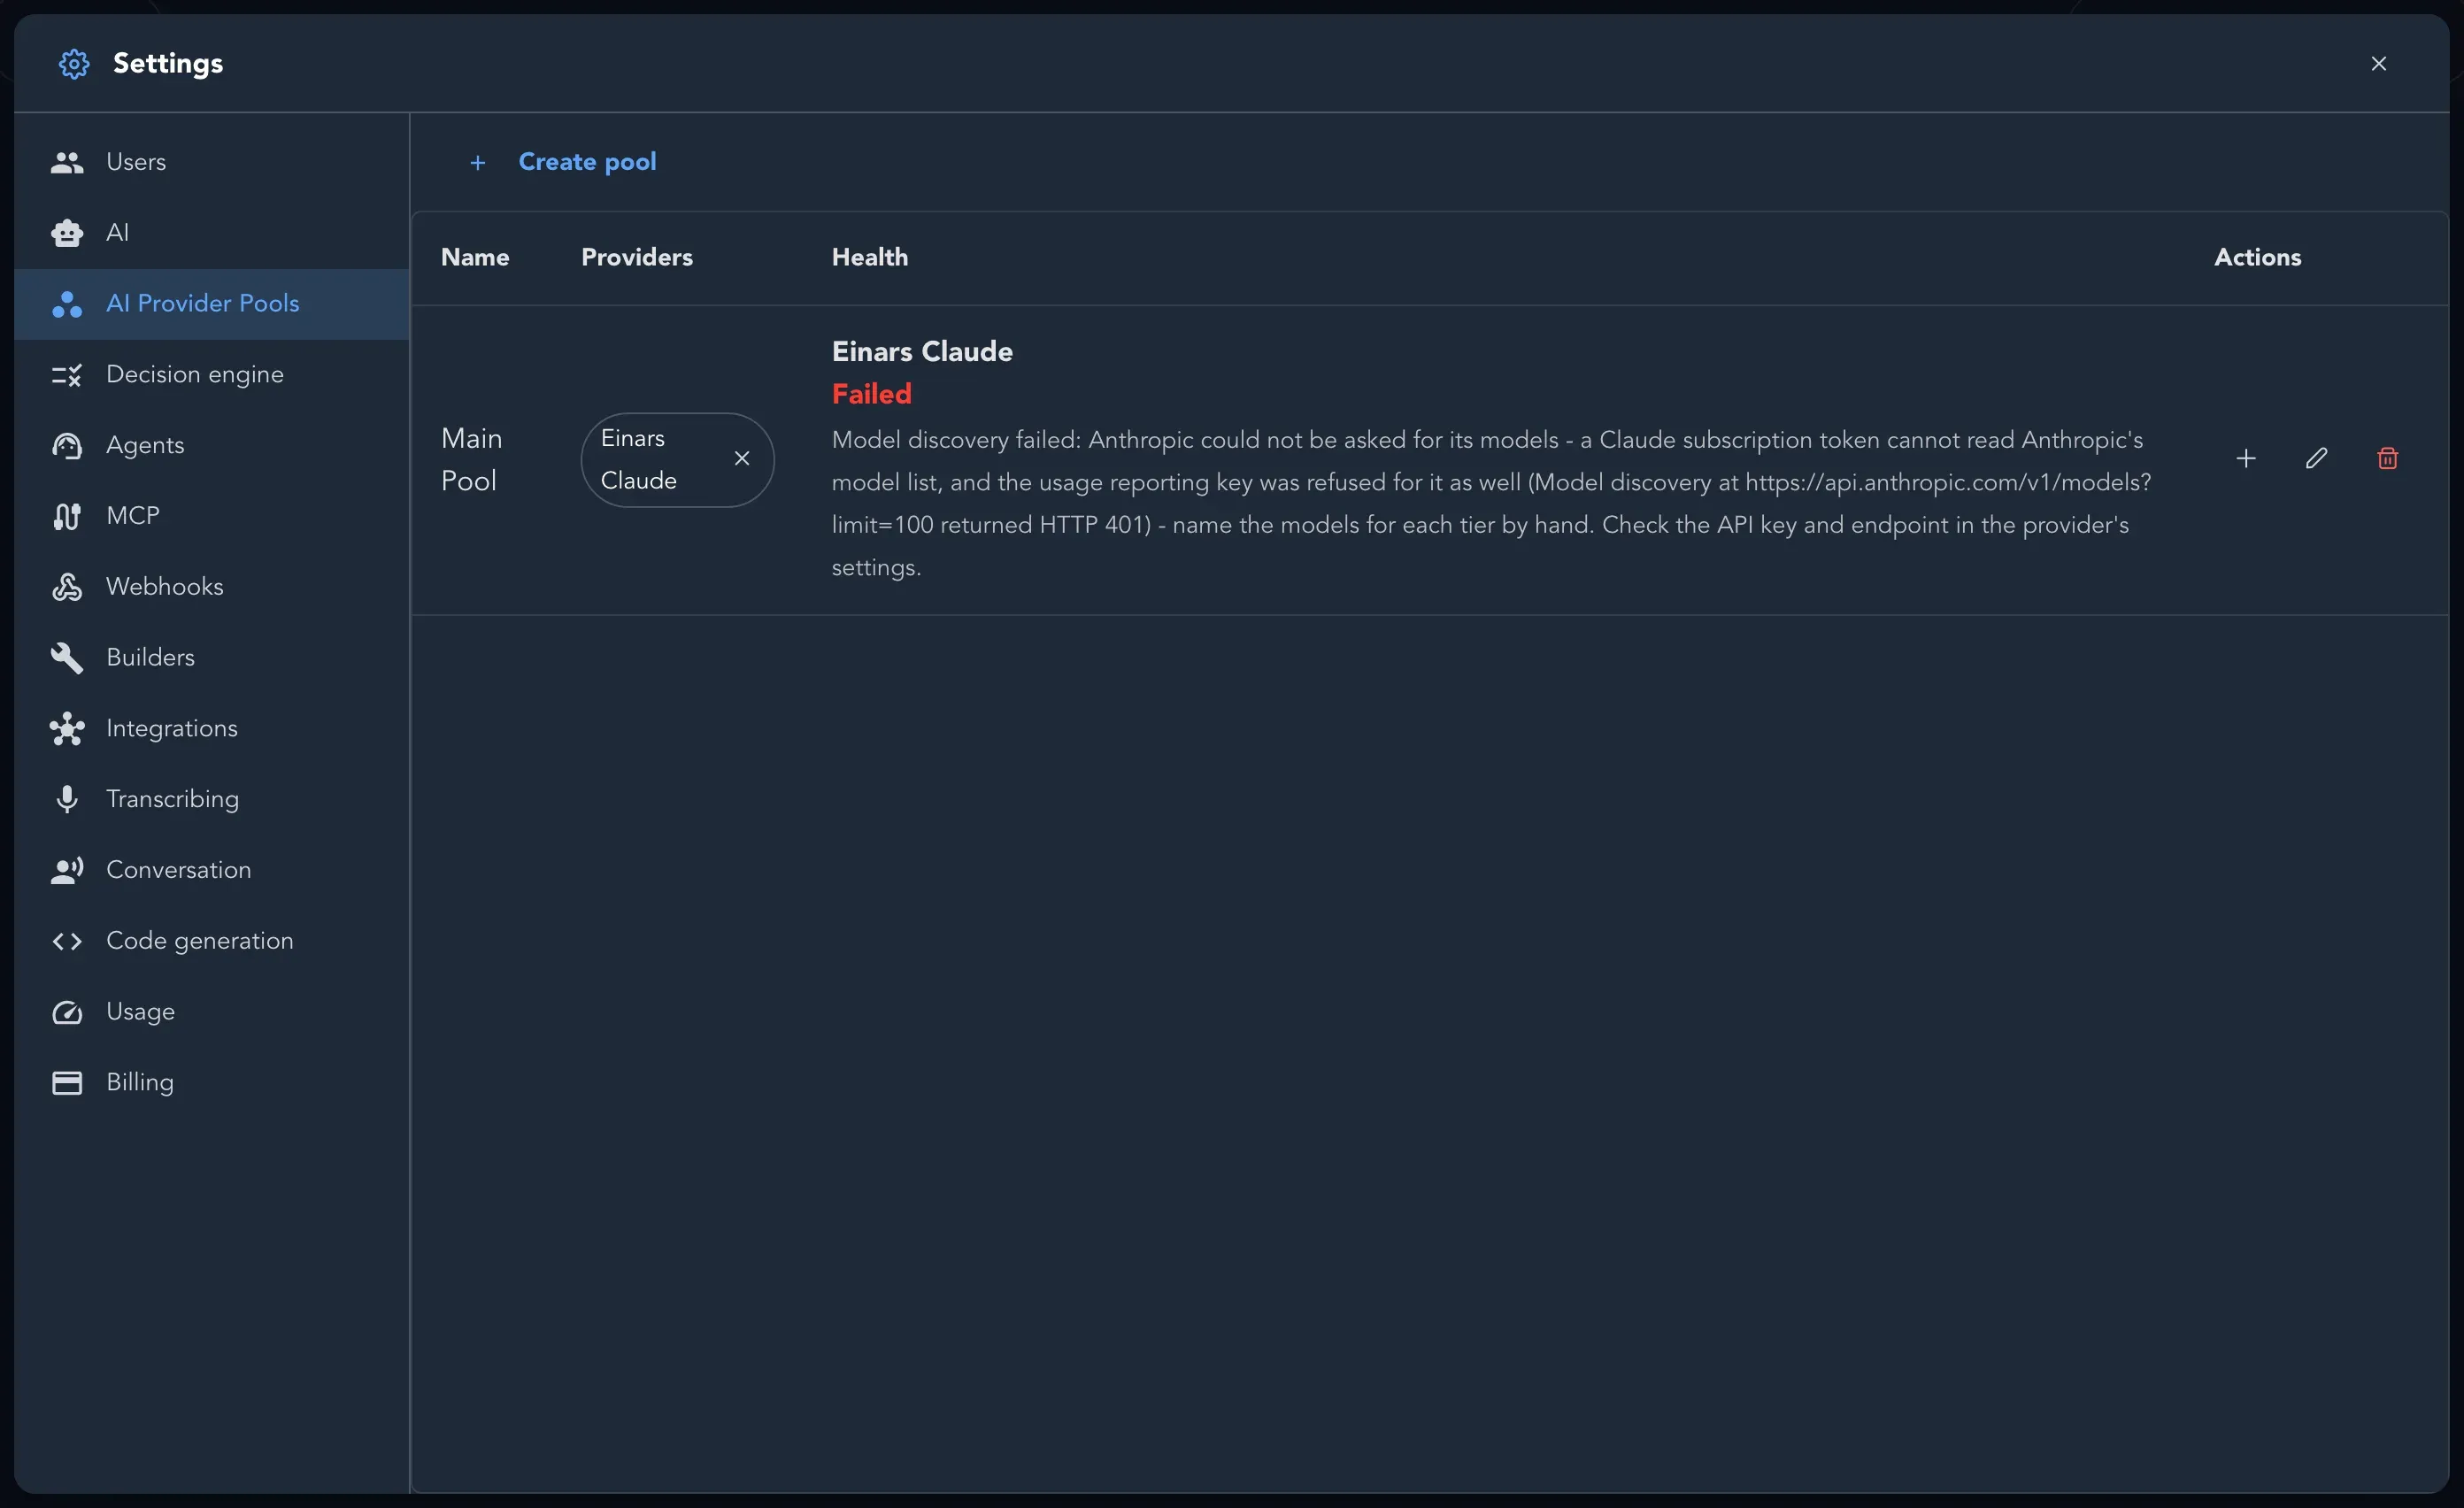 Settings
Users
AI
AI Provider Pools
Decision engine
Agents
MCP
Webhooks
Builders
Integrations
Transcribing
Conversation
Code generation
Usage
Billing
+ Create pool
Name Providers Health Actions
Main
Pool
Einars
Claude
Einars Claude
Failed
Model discovery failed: Anthropic could not be asked for its models - a Claude subscription token cannot read Anthropic's
model list, and the usage reporting key was refused for it as well (Model discovery at https://api.anthropic.com/v1/models?
limit=100 returned HTTP 401) - name the models for each tier by hand. Check the API key and endpoint in the provider's
settings.